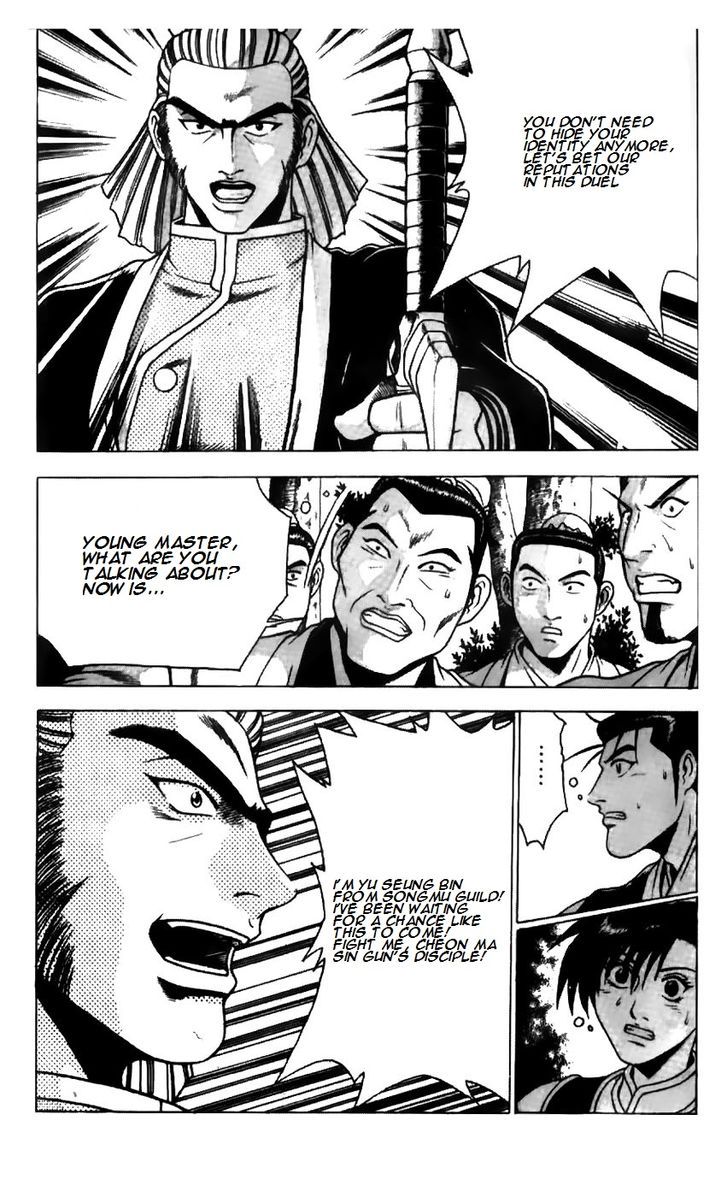 YOU DON'T NEED
TO HIDE YOUR
IDENTITY ANYMORE,
LET'S BET OUR
REPUTATIONS
IN THIS DUEL
YOUNG MASTER,
WHAT ARE YOU
TALKING ABOUT?
NOW IS...
......
I'M YU SEUNG BIN
FROM SONGMU GUILD!
I'VE BEEN WAITING
FOR A CHANCE LIKE
THIS TO COME!
FIGHT ME, CHEON MA
SIN GUN'S DISCIPLE!